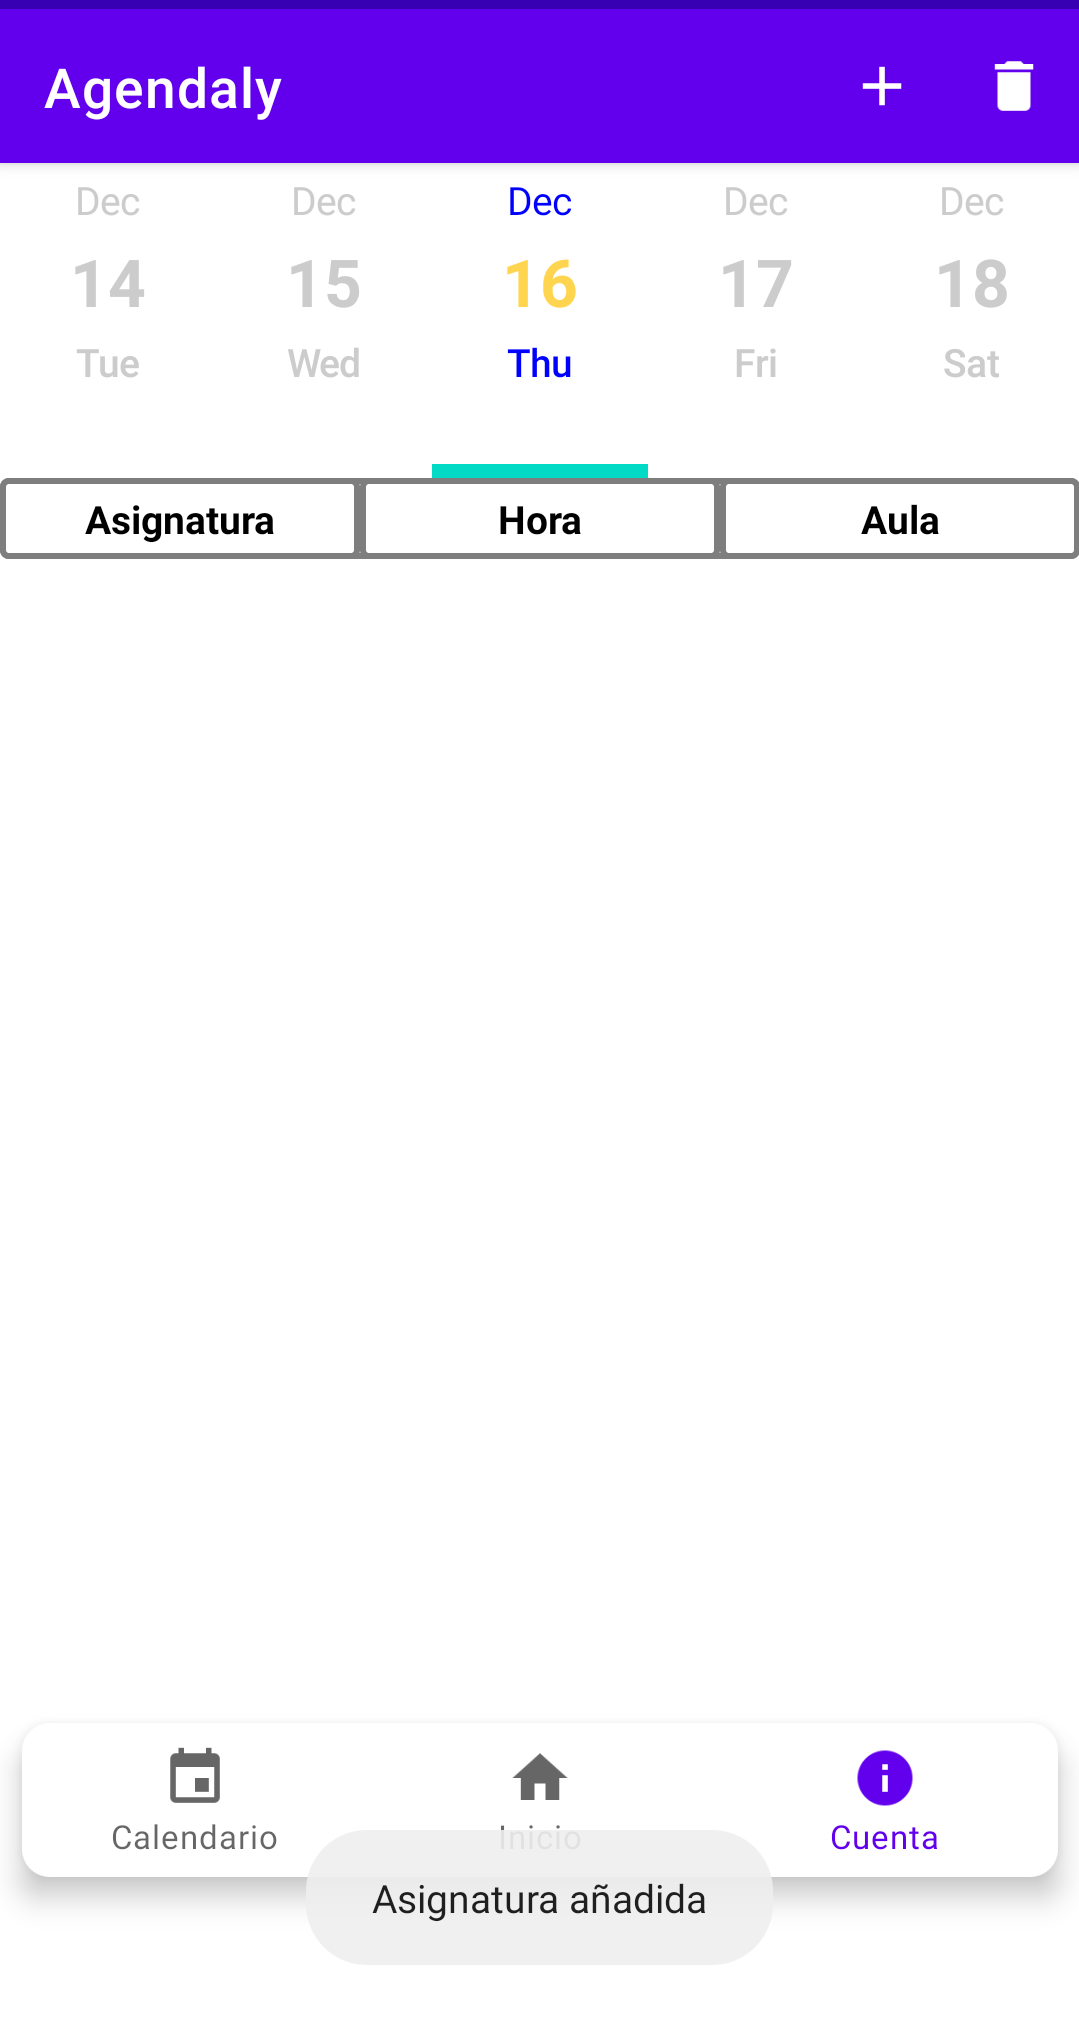 Agendaly
Dec Dec Dec Dec Dec
14 15 16 17 18
Tue Wed Thu Fri Sat
Asignatura Hora Aula
Calendario Inicio Cuenta
Asignatura añadida